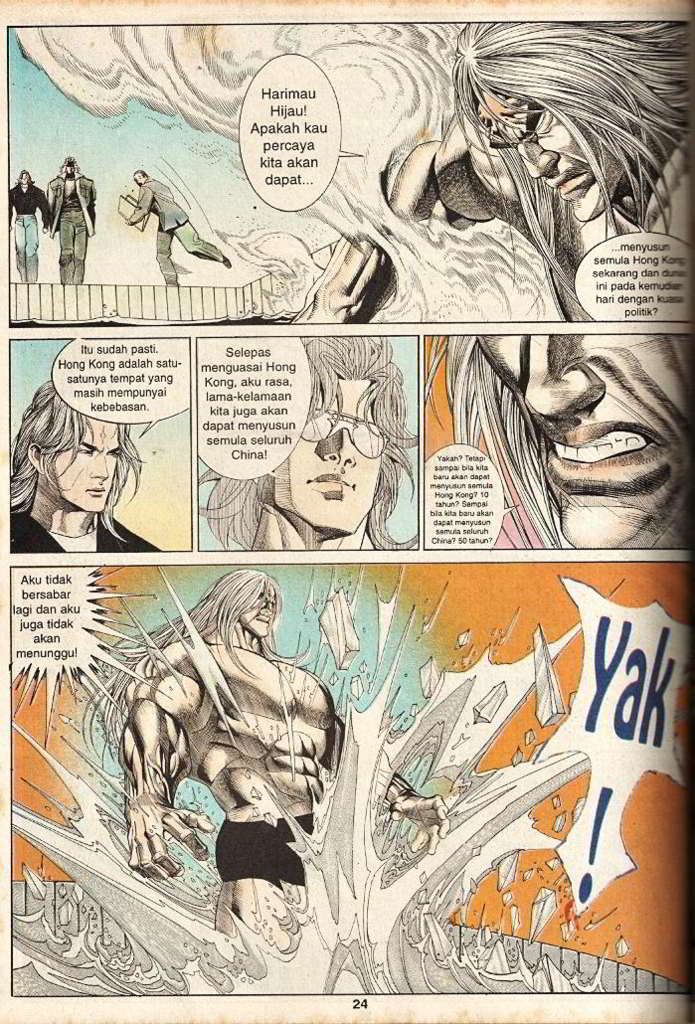 Harimau
Hijau!
Apakah kau
percaya
kita akan
dapat...
...menyusun
semula Hong Kong
sekarang dan dunia
ini pada kemudian
hari dengan kuasa
politik?
Itu sudah pasti.
Hong Kong adalah satu-
satunya tempat yang
masih mempunyai
kebebasan.
Selepas
menguasai Hong
Kong, aku rasa,
lama-kelamaan
kita juga akan
dapat menyusun
semula seluruh
China!
Yakah? Tetapi
sampai bila kita
baru akan dapat
menyusun semula
Hong Kong? 10
tahun? Sampai
bila kita baru akan
dapat menyusun
semula seluruh
China? 50 tahun?
Aku tidak
bersabar
lagi dan aku
juga tidak
akan
menunggu!
Yak
!
24